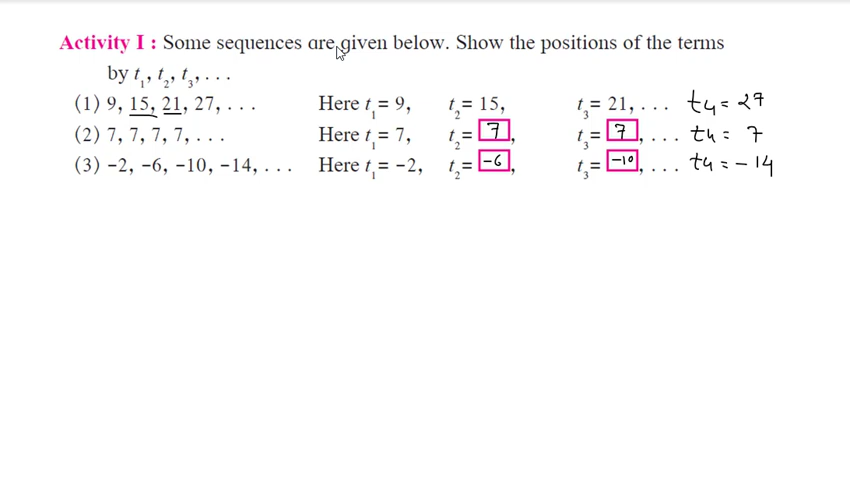 Activity I : Some sequences are given below. Show the positions of the terms
by t₁, t₂, t₃, . . .
(1) 9, 15, 21, 27, . . . Here t₁= 9, t₂= 15, t₃= 21, . . . t4 = 27
(2) 7, 7, 7, 7, . . . Here t₁= 7, t₂= 7, t₃= 7, . . . t4 = 7
(3) -2, -6, -10, -14, . . . Here t₁= -2, t₂= -6, t₃= -10, . . . t4 = -14